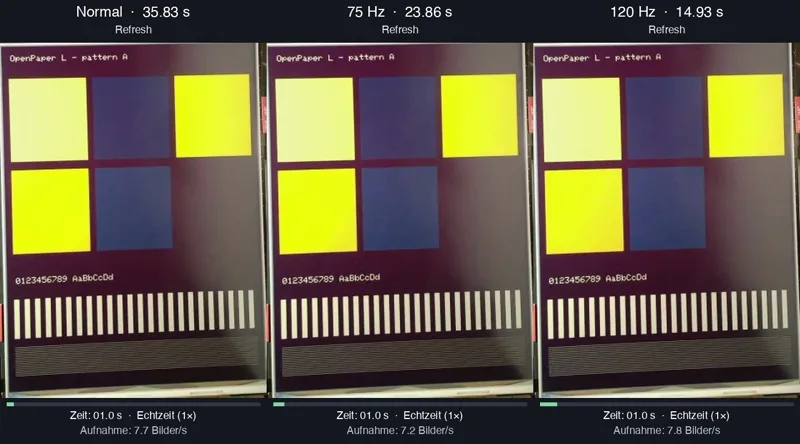 Normal · 35.83 s
Refresh
OpenPaper L - pattern A
0123456789 AaBbCcDd
Zeit: 01.0 s · Echtzeit (1×)
Aufnahme: 7.7 Bilder/s
75 Hz · 23.86 s
Refresh
OpenPaper L - pattern A
0123456789 AaBbCcDd
Zeit: 01.0 s · Echtzeit (1×)
Aufnahme: 7.2 Bilder/s
120 Hz · 14.93 s
Refresh
OpenPaper L - pattern A
0123456789 AaBbCcDd
Zeit: 01.0 s · Echtzeit (1×)
Aufnahme: 7.8 Bilder/s